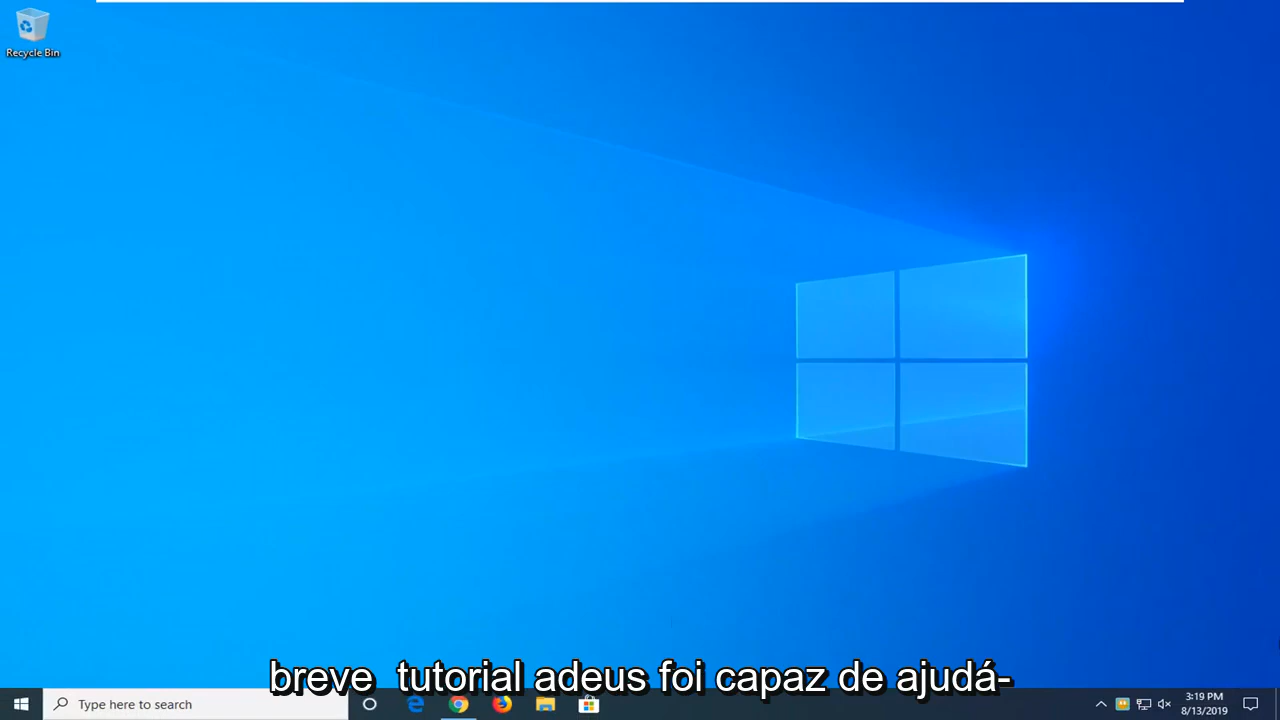 Recycle Bin
breve  tutorial adeus foi capaz de ajudá-
Type here to search
3:19 PM
8/13/2019